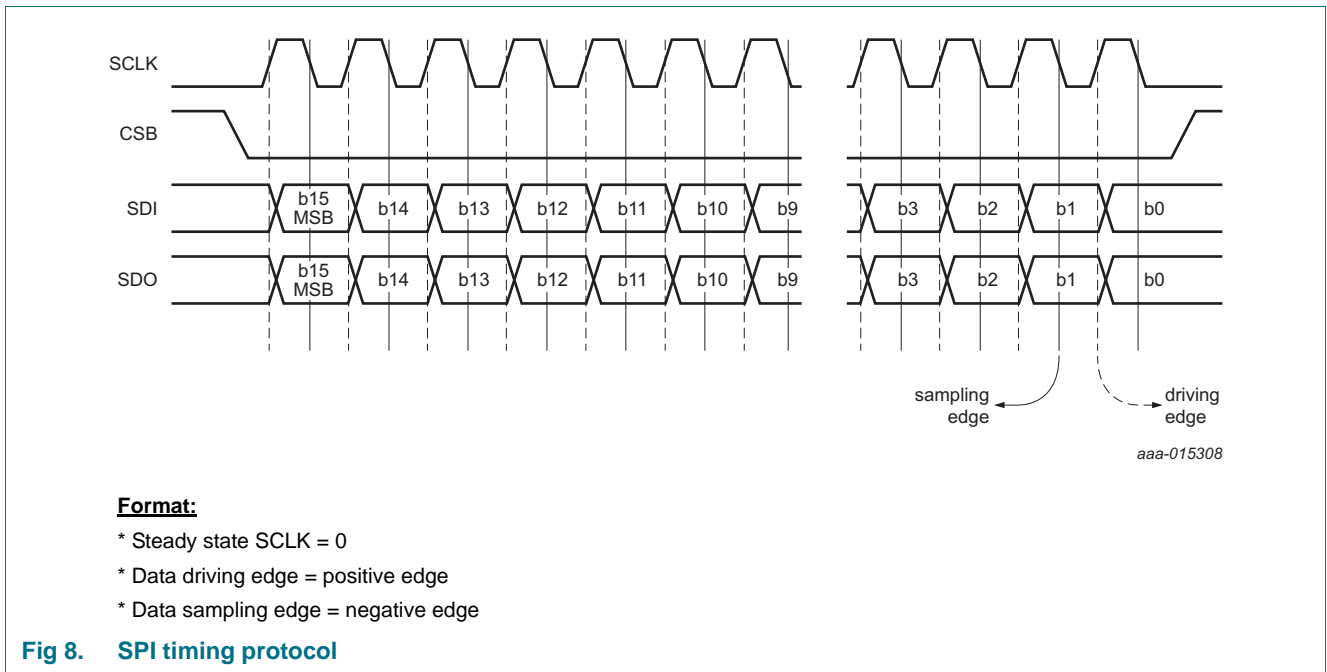 SCLK
CSB
SDI
b15
MSB
b14
b13
b12
b11
b10
b9
b3
b2
b1
b0
SDO
b15
MSB
b14
b13
b12
b11
b10
b9
b3
b2
b1
b0
sampling
edge
driving
edge
aaa-015308
Format:
* Steady state SCLK = 0
* Data driving edge = positive edge
* Data sampling edge = negative edge
Fig 8. SPI timing protocol